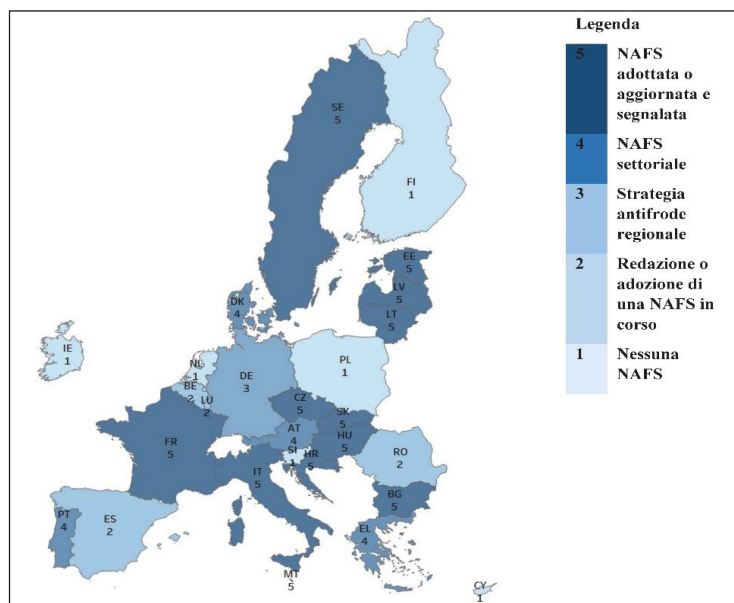 Legenda
5 NAFS
adottata o
aggiornata e
segnalata
4 NAFS
settoriale
3 Strategia
antifrode
regionale
2 Redazione o
adozione di
una NAFS in
corso
1 Nessuna
NAFS
SE
5
FI
1
EE
5
LV
5
LT
5
DK
4
IE
1
NL
1
BE
2
LU
2
DE
3
PL
1
CZ
5
SK
5
AT
4
HU
5
SI
1
HR
5
RO
2
FR
5
IT
5
BG
5
PT
4
ES
2
EL
4
MT
5
CY
1